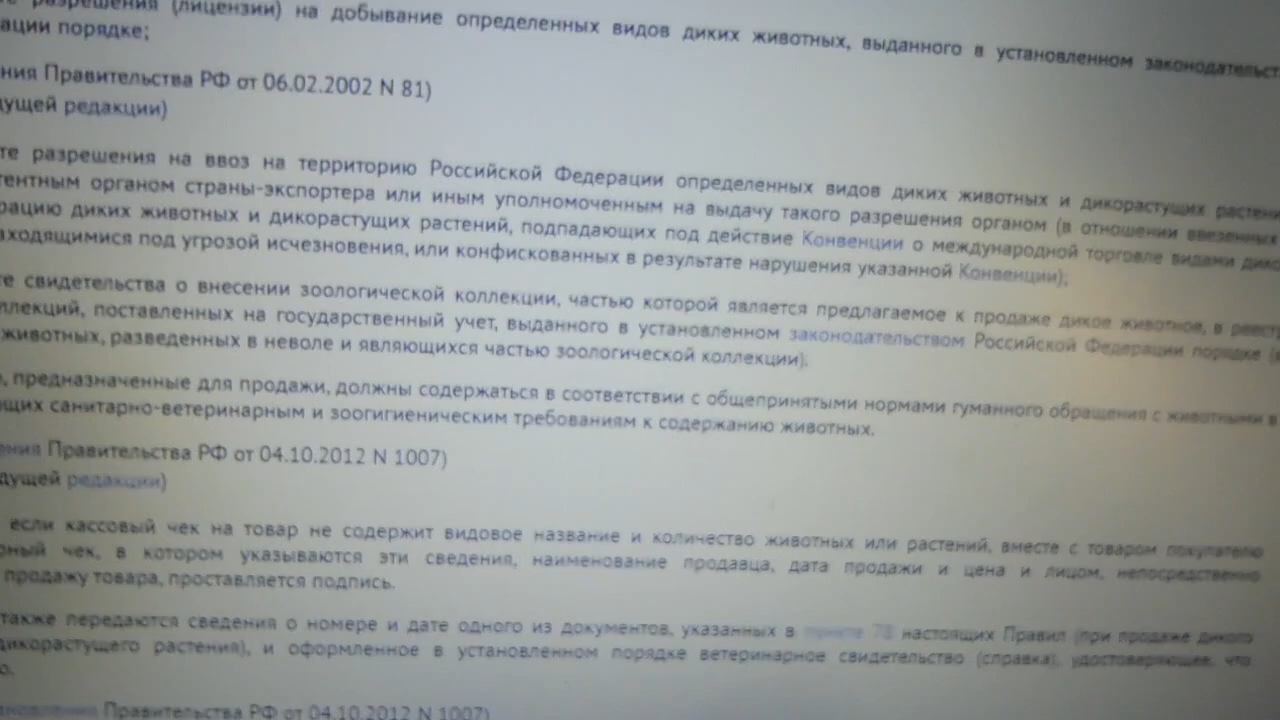 разрешения (лицензии) на добывание определенных видов диких животных, выданного в установленном законодательст
ации порядке;
ния Правительства РФ от 06.02.2002 N 81)
дущей редакции)
те разрешения на ввоз на территорию Российской Федерации определенных видов диких животных и дикорастущих растени
тентным органом страны-экспортера или иным уполномоченным на выдачу такого разрешения органом (в отношении ввезенных
рацию диких животных и дикорастущих растений, подпадающих под действие Конвенции о международной торговле видами дико
аходящимися под угрозой исчезновения, или конфискованных в результате нарушения указанной Конвенции);
те свидетельства о внесении зоологической коллекции, частью которой является предлагаемое к продаже дикое животное, в реест
ллекций, поставленных на государственный учет, выданного в установленном законодательством Российской Федерации порядке (
животных, разведенных в неволе и являющихся частью зоологической коллекции).
, предназначенные для продажи, должны содержаться в соответствии с общепринятыми нормами гуманного обращения с животными в
ющих санитарно-ветеринарным и зоогигиеническим требованиям к содержанию животных.
ения Правительства РФ от 04.10.2012 N 1007)
дущей редакции)
если кассовый чек на товар не содержит видовое название и количество животных или растений, вместе с товаром покупателю
рный чек, в котором указываются эти сведения, наименование продавца, дата продажи и цена и лицом, непосредственно
продажу товара, проставляется подпись.
также передаются сведения о номере и дате одного из документов, указанных в пункте 78 настоящих Правил (при продаже дикого
дикорастущего растения), и оформленное в установленном порядке ветеринарное свидетельство (справка), удостоверяющее, что
о.
новления Правительства РФ от 04.10.2012 N 1007)